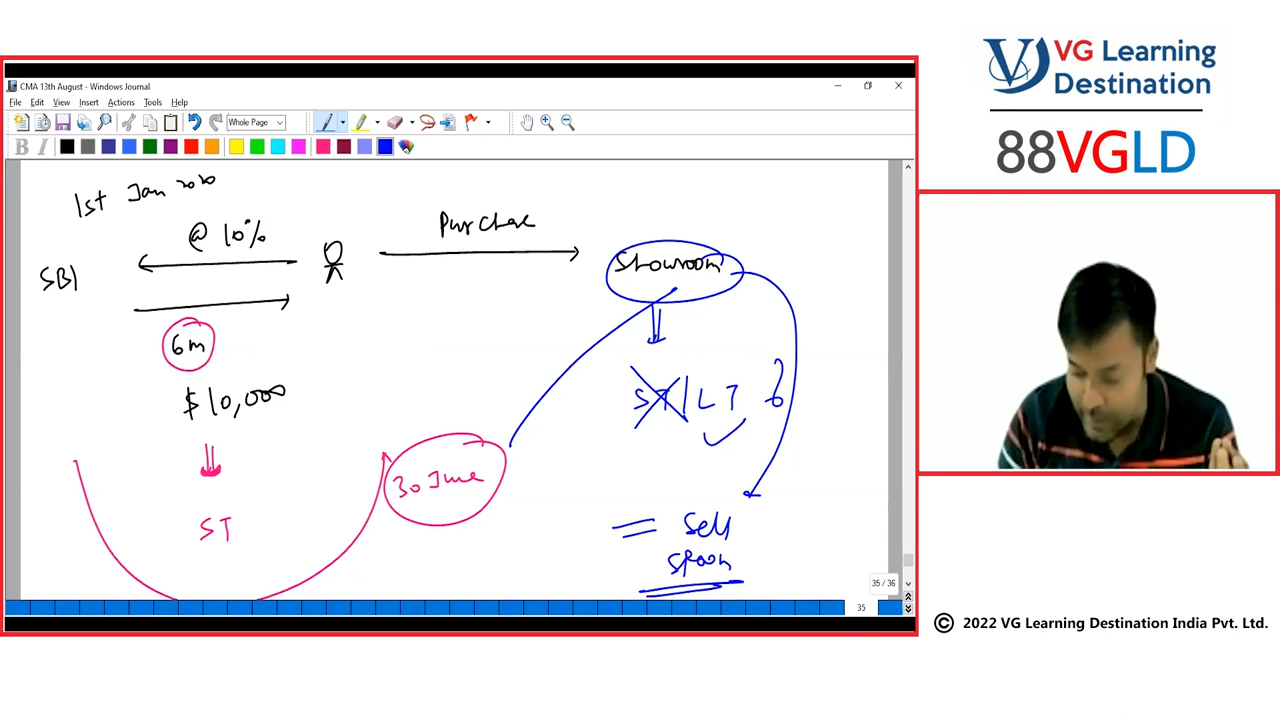 CMA 13th August - Windows Journal
File Edit View Insert Actions Tools Help
Whole Page
B I
1st Jan 2020
@ 10%
Purchase
SBI
Showroom
6m
$10,000
ST/LT ?
30 June
ST
= Sell
spoon
35 / 36
35
VG Learning
Destination
88VGLD
© 2022 VG Learning Destination India Pvt. Ltd.